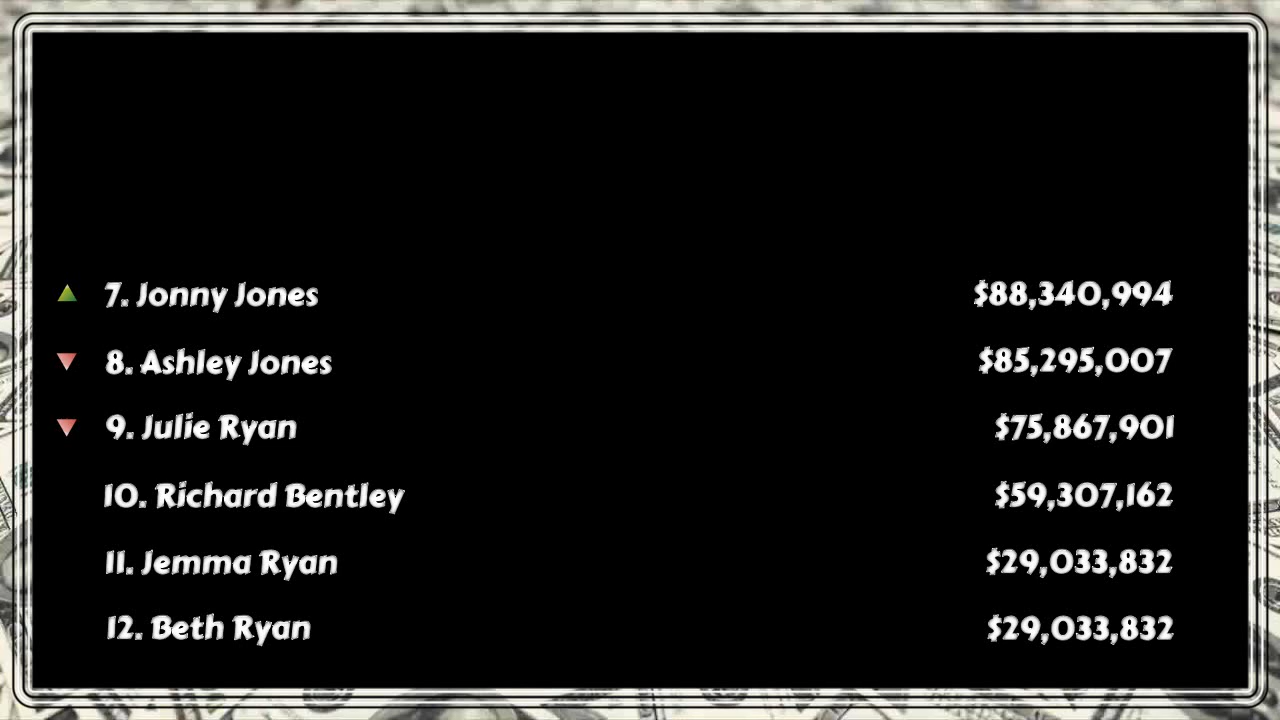 7. Jonny Jones $88,340,994
8. Ashley Jones $85,295,007
9. Julie Ryan $75,867,901
10. Richard Bentley $59,307,162
11. Jemma Ryan $29,033,832
12. Beth Ryan $29,033,832